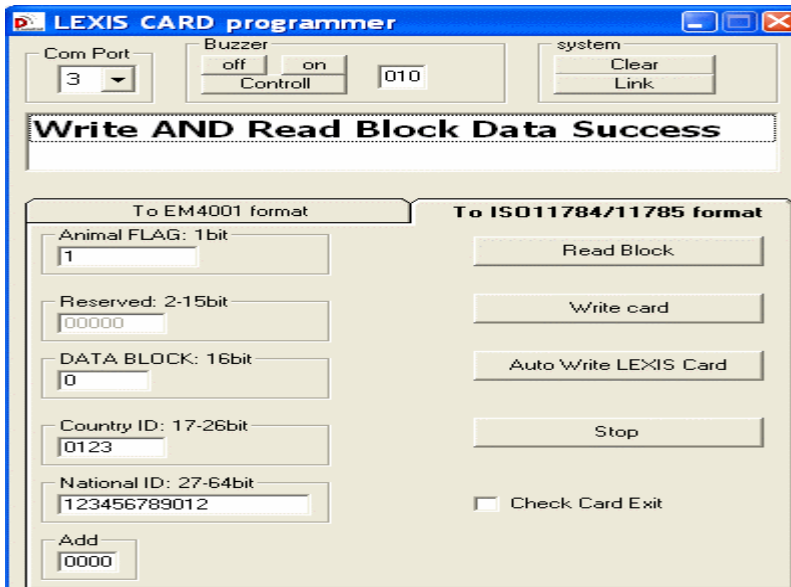 LEXIS CARD programmer
Com Port
3
Buzzer
off on
Controll
010
system
Clear
Link
Write AND Read Block Data Success
To EM4001 format
To ISO11784/11785 format
Animal FLAG: 1bit
1
Read Block
Reserved: 2-15bit
00000
Write card
DATA BLOCK: 16bit
0
Auto Write LEXIS Card
Country ID: 17-26bit
0123
Stop
National ID: 27-64bit
123456789012
Check Card Exit
Add
0000